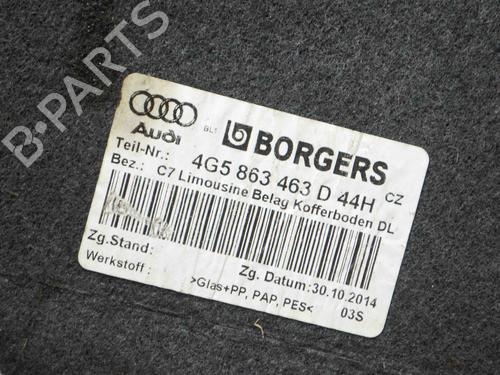 B-PARTS
Audi
BL1
BORGERS
Teil-Nr.: 4G5 863 463 D 44H CZ
Bez.: C7 Limousine Belag Kofferboden DL
Zg.Stand:
Zg. Datum:30.10.2014
Werkstoff:
>Glas+PP, PAP, PES<
03S